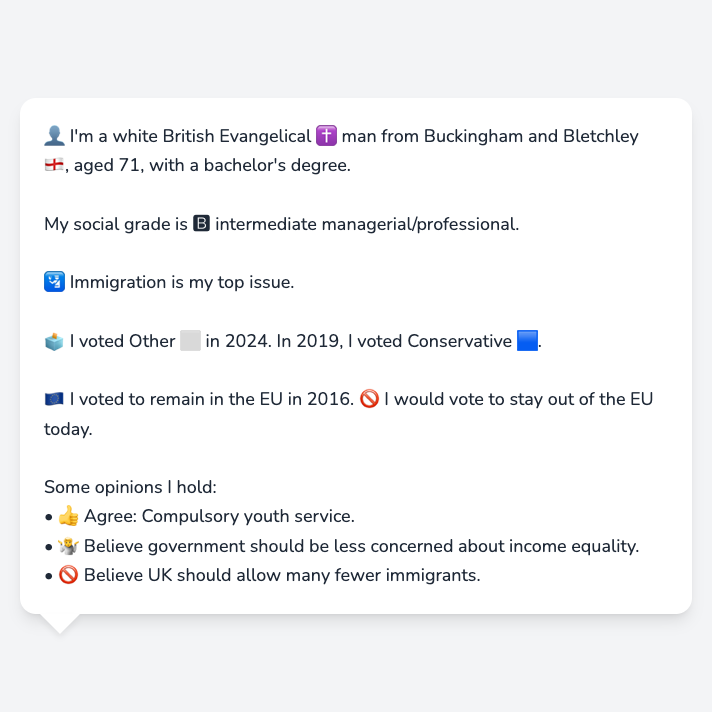 👤 I'm a white British Evangelical ✝️ man from Buckingham and Bletchley
🏴󠁧󠁢󠁥󠁮󠁧󠁿, aged 71, with a bachelor's degree.
My social grade is 🅱 intermediate managerial/professional.
🛂 Immigration is my top issue.
🗳️ I voted Other ⬜ in 2024. In 2019, I voted Conservative 🟦.
🇪🇺 I voted to remain in the EU in 2016. 🚫 I would vote to stay out of the EU
today.
Some opinions I hold:
• 👍 Agree: Compulsory youth service.
• 🤷 Believe government should be less concerned about income equality.
• 🚫 Believe UK should allow many fewer immigrants.